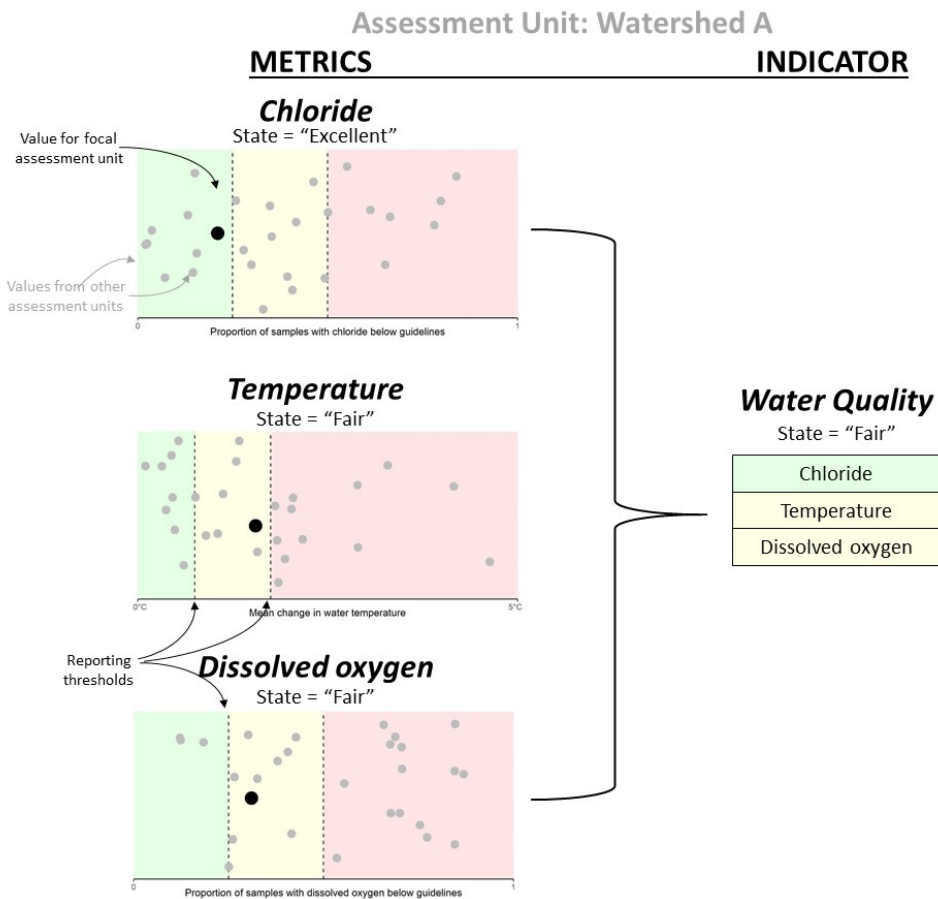 Assessment Unit: Watershed A
METRICS
INDICATOR
Chloride
State = “Excellent”
Value for focal
assessment unit
Values from other
assessment units
0
1
Proportion of samples with chloride below guidelines
Temperature
State = “Fair”
0°C
5°C
Mean change in water temperature
Reporting
thresholds
Dissolved oxygen
State = “Fair”
0
1
Proportion of samples with dissolved oxygen below guidelines
Water Quality
State = “Fair”
Chloride
Temperature
Dissolved oxygen